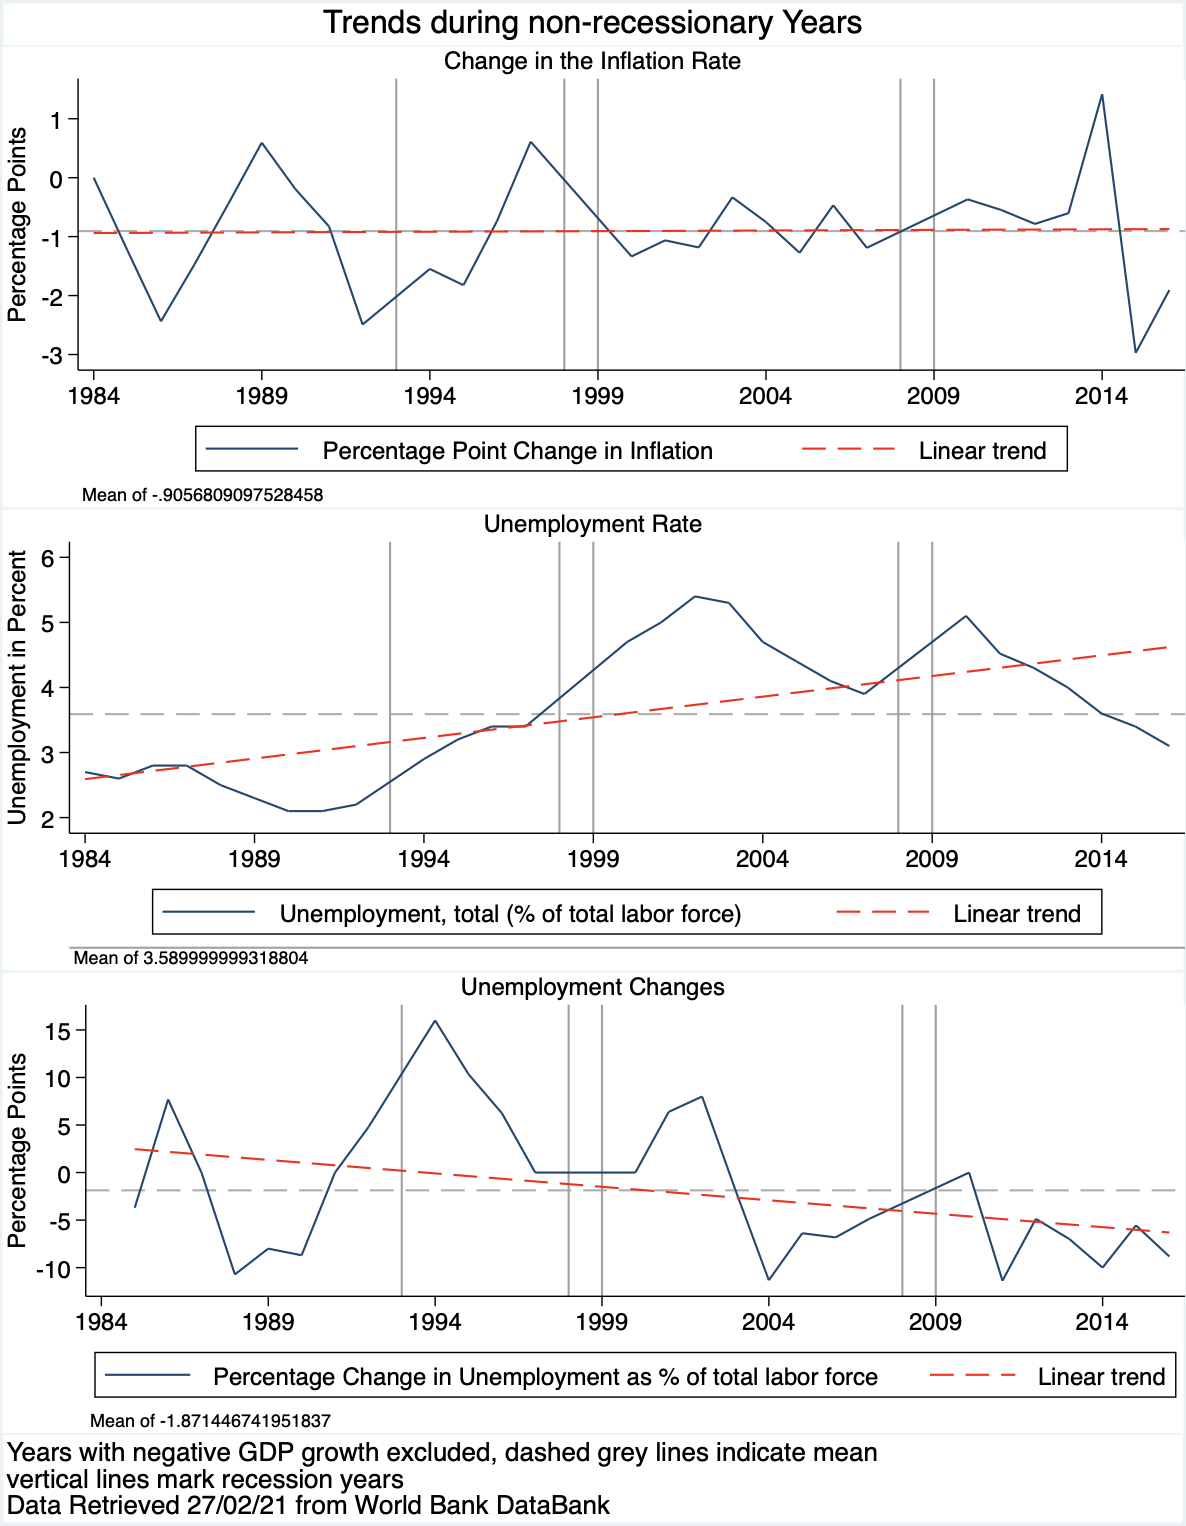 Trends during non-recessionary Years
Change in the Inflation Rate
Percentage Points
1
0
-1
-2
-3
1984 1989 1994 1999 2004 2009 2014
Percentage Point Change in Inflation Linear trend
Mean of -.9056809097528458
Unemployment Rate
Unemployment in Percent
6
5
4
3
2
1984 1989 1994 1999 2004 2009 2014
Unemployment, total (% of total labor force) Linear trend
Mean of 3.589999999318804
Unemployment Changes
Percentage Points
15
10
5
0
-5
-10
1984 1989 1994 1999 2004 2009 2014
Percentage Change in Unemployment as % of total labor force Linear trend
Mean of -1.871446741951837
Years with negative GDP growth excluded, dashed grey lines indicate mean
vertical lines mark recession years
Data Retrieved 27/02/21 from World Bank DataBank